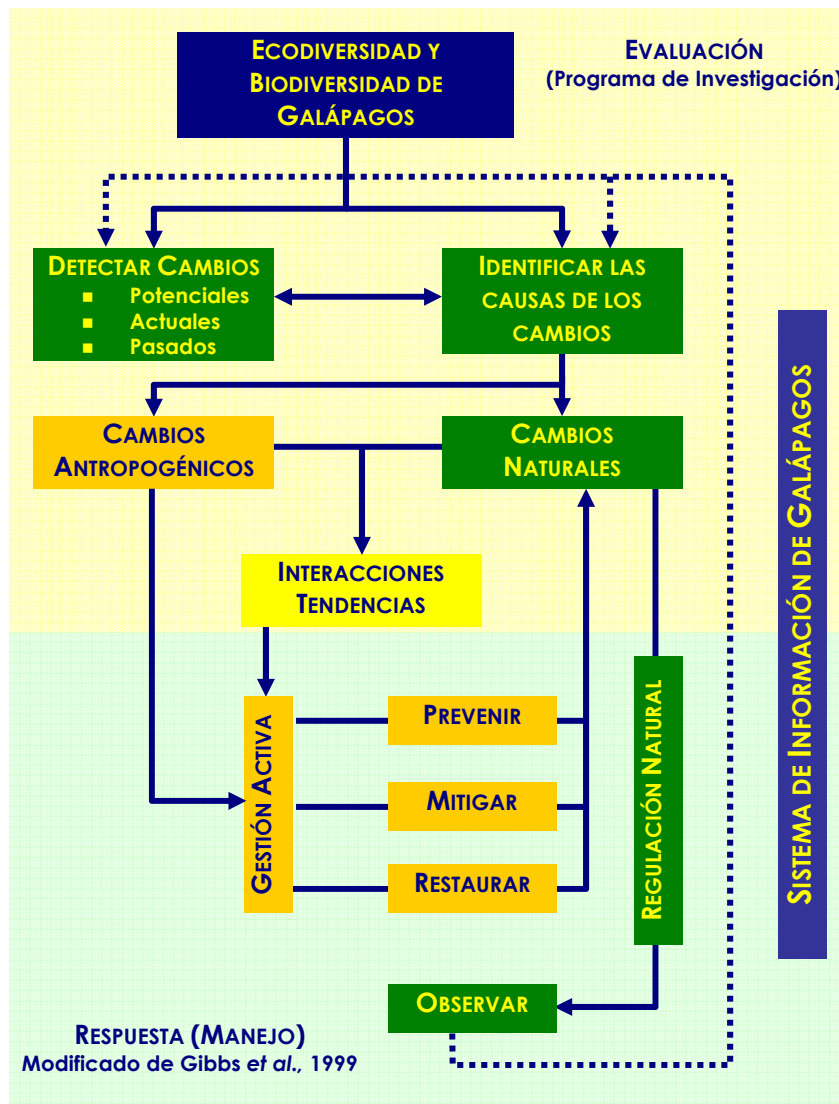 ECODIVERSIDAD Y
BIODIVERSIDAD DE
GALÁPAGOS
EVALUACIÓN
(Programa de Investigación)
DETECTAR CAMBIOS
▪ Potenciales
▪ Actuales
▪ Pasados
IDENTIFICAR LAS
CAUSAS DE LOS
CAMBIOS
CAMBIOS
ANTROPOGÉNICOS
CAMBIOS
NATURALES
INTERACCIONES
TENDENCIAS
GESTIÓN ACTIVA
PREVENIR
MITIGAR
RESTAURAR
REGULACIÓN NATURAL
SISTEMA DE INFORMACIÓN DE GALÁPAGOS
OBSERVAR
RESPUESTA (MANEJO)
Modificado de Gibbs et al., 1999